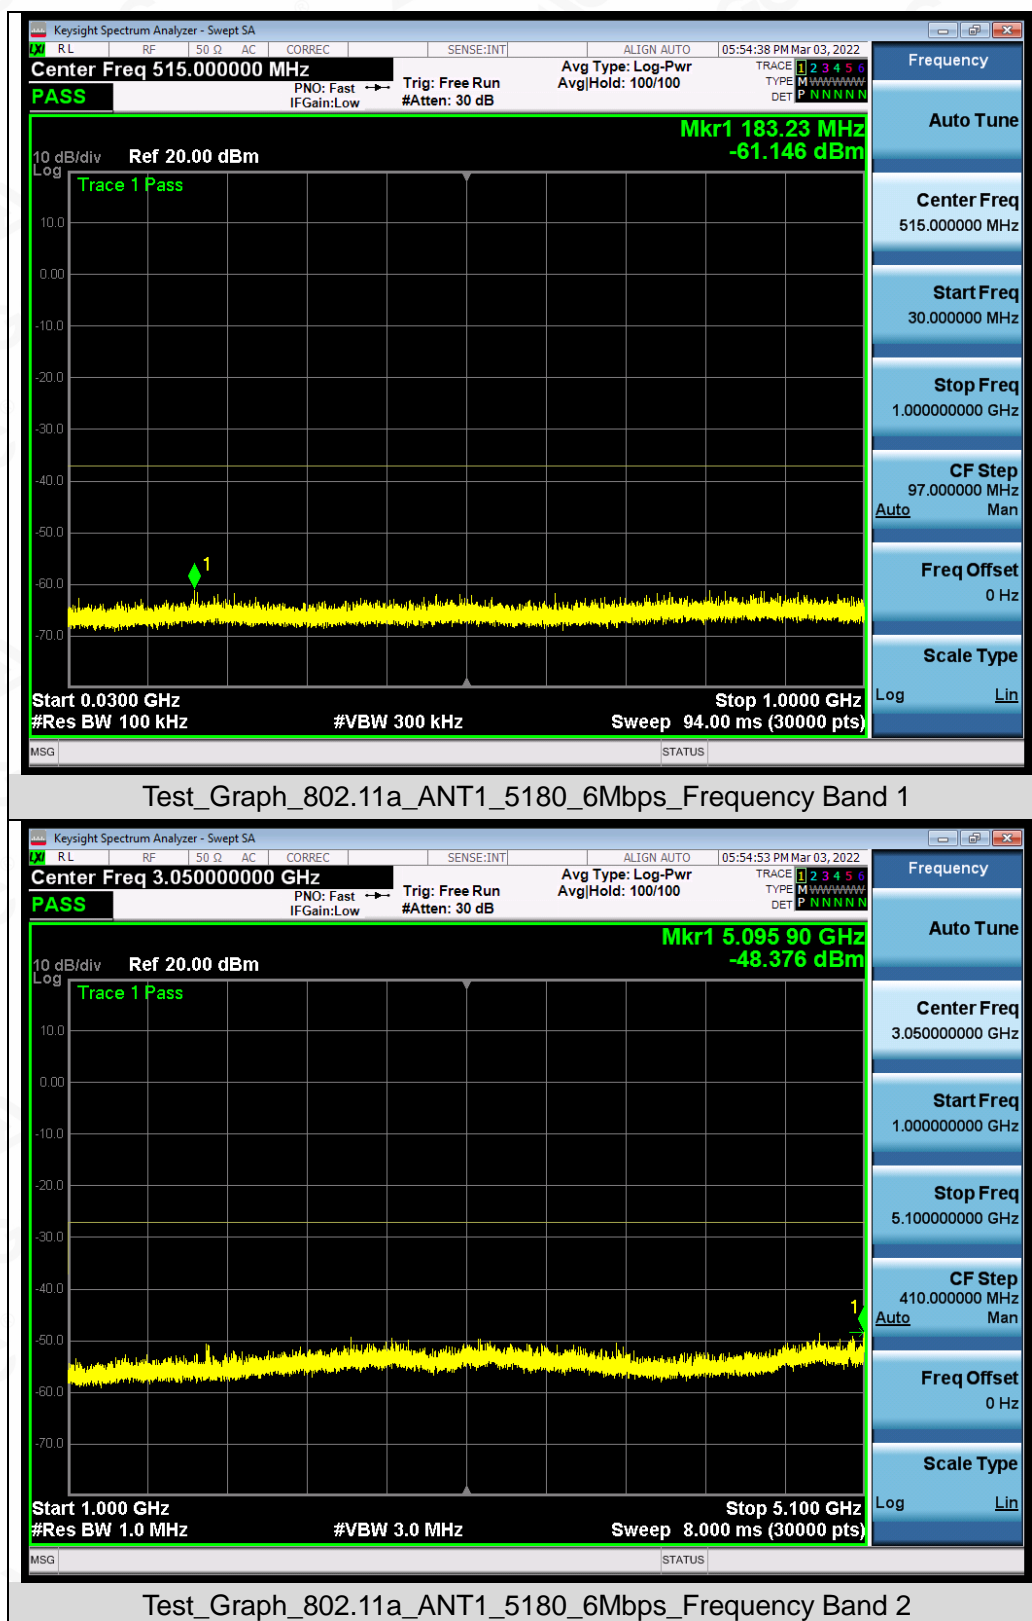 Keysight Spectrum Analyzer - Swept SA
LXI RL RF 50 Ω AC CORREC SENSE:INT ALIGN AUTO 05:54:38 PM Mar 03, 2022
Center Freq 515.000000 MHz
PASS
PNO: Fast
IFGain:Low
Trig: Free Run
#Atten: 30 dB
Avg Type: Log-Pwr
Avg|Hold: 100/100
TRACE 1 2 3 4 5 6
TYPE M WWWWW
DET P N N N N N
Mkr1 183.23 MHz
-61.146 dBm
10 dB/div Ref 20.00 dBm
Log
Trace 1 Pass
10.0
0.00
-10.0
-20.0
-30.0
-40.0
-50.0
1
-60.0
-70.0
Start 0.0300 GHz Stop 1.0000 GHz
#Res BW 100 kHz #VBW 300 kHz Sweep 94.00 ms (30000 pts)
MSG STATUS
Frequency
Auto Tune
Center Freq
515.000000 MHz
Start Freq
30.000000 MHz
Stop Freq
1.000000000 GHz
CF Step
97.000000 MHz
Auto Man
Freq Offset
0 Hz
Scale Type
Log Lin
Test_Graph_802.11a_ANT1_5180_6Mbps_Frequency Band 1
Keysight Spectrum Analyzer - Swept SA
LXI RL RF 50 Ω AC CORREC SENSE:INT ALIGN AUTO 05:54:53 PM Mar 03, 2022
Center Freq 3.050000000 GHz
PASS
PNO: Fast
IFGain:Low
Trig: Free Run
#Atten: 30 dB
Avg Type: Log-Pwr
Avg|Hold: 100/100
TRACE 1 2 3 4 5 6
TYPE M WWWWW
DET P N N N N N
Mkr1 5.095 90 GHz
-48.376 dBm
10 dB/div Ref 20.00 dBm
Log
Trace 1 Pass
10.0
0.00
-10.0
-20.0
-30.0
-40.0
1
-50.0
-60.0
-70.0
Start 1.000 GHz Stop 5.100 GHz
#Res BW 1.0 MHz #VBW 3.0 MHz Sweep 8.000 ms (30000 pts)
MSG STATUS
Frequency
Auto Tune
Center Freq
3.050000000 GHz
Start Freq
1.000000000 GHz
Stop Freq
5.100000000 GHz
CF Step
410.000000 MHz
Auto Man
Freq Offset
0 Hz
Scale Type
Log Lin
Test_Graph_802.11a_ANT1_5180_6Mbps_Frequency Band 2